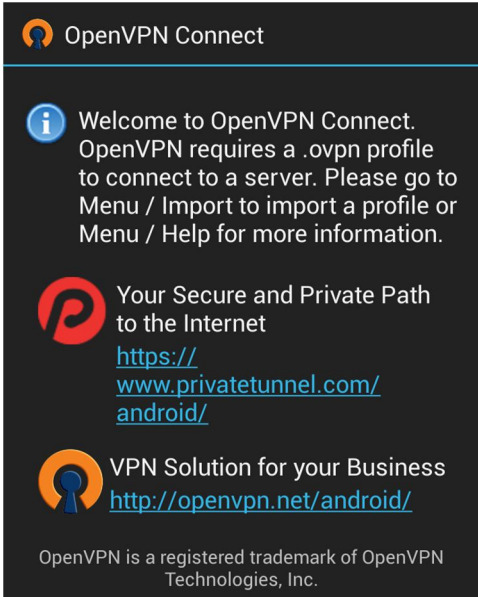 OpenVPN Connect
Welcome to OpenVPN Connect.
OpenVPN requires a .ovpn profile
to connect to a server. Please go to
Menu / Import to import a profile or
Menu / Help for more information.
Your Secure and Private Path
to the Internet
https://
www.privatetunnel.com/
android/
VPN Solution for your Business
http://openvpn.net/android/
OpenVPN is a registered trademark of OpenVPN
Technologies, Inc.